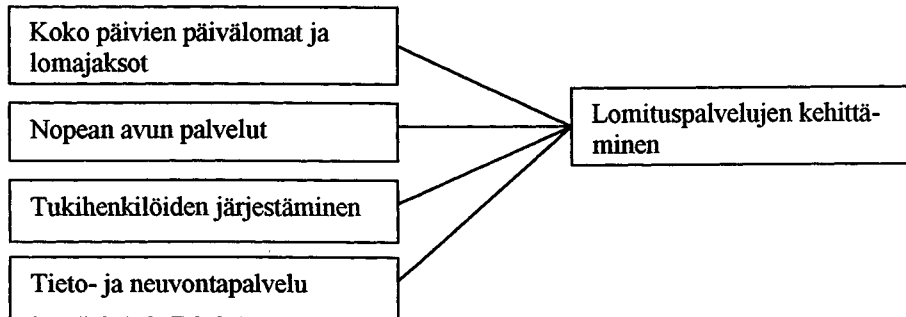 Koko päivien päivälomat ja
lomajaksot
Nopean avun palvelut
Lomituspalvelujen kehittä-
minen
Tukihenkilöiden järjestäminen
Tieto- ja neuvontapalvelu